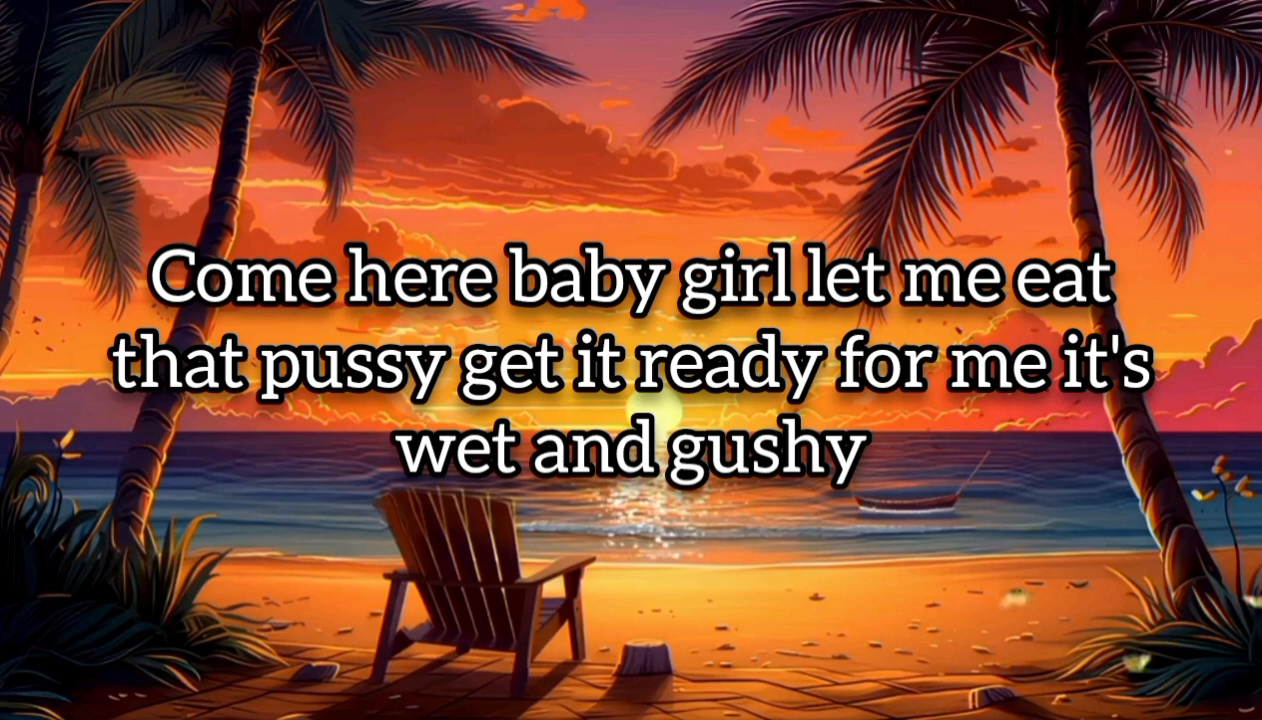 Come here baby girl let me eat
that pussy get it ready for me it's
wet and gushy